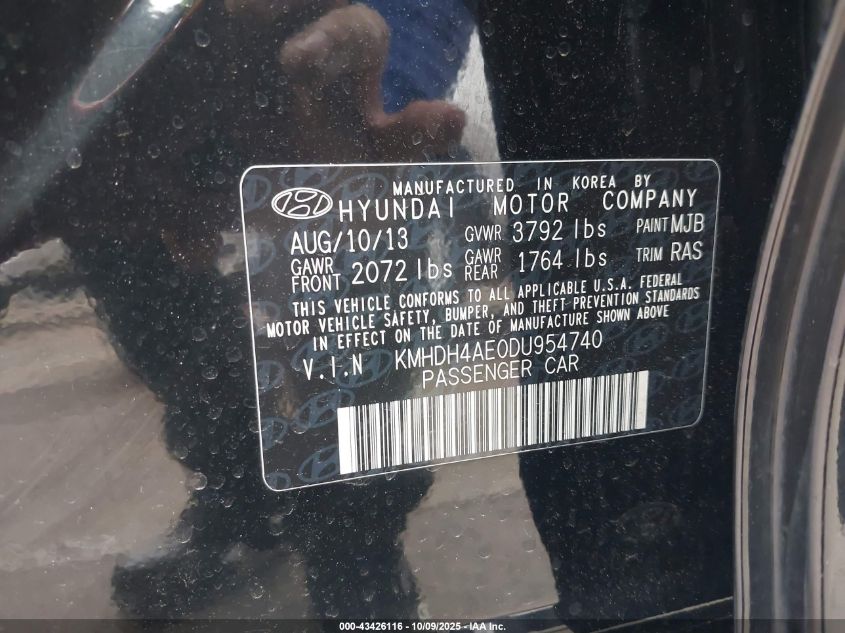 MANUFACTURED IN KOREA BY
HYUNDAI MOTOR COMPANY
AUG/10/13 GVWR 3792 lbs PAINT MJB
GAWR FRONT 2072 lbs GAWR REAR 1764 lbs TRIM RAS
THIS VEHICLE CONFORMS TO ALL APPLICABLE U.S.A. FEDERAL
MOTOR VEHICLE SAFETY, BUMPER, AND THEFT PREVENTION STANDARDS
IN EFFECT ON THE DATE OF MANUFACTURE SHOWN ABOVE
V.I.N KMHDH4AE0DU954740
PASSENGER CAR
000-43426116 - 10/09/2025 - IAA Inc.